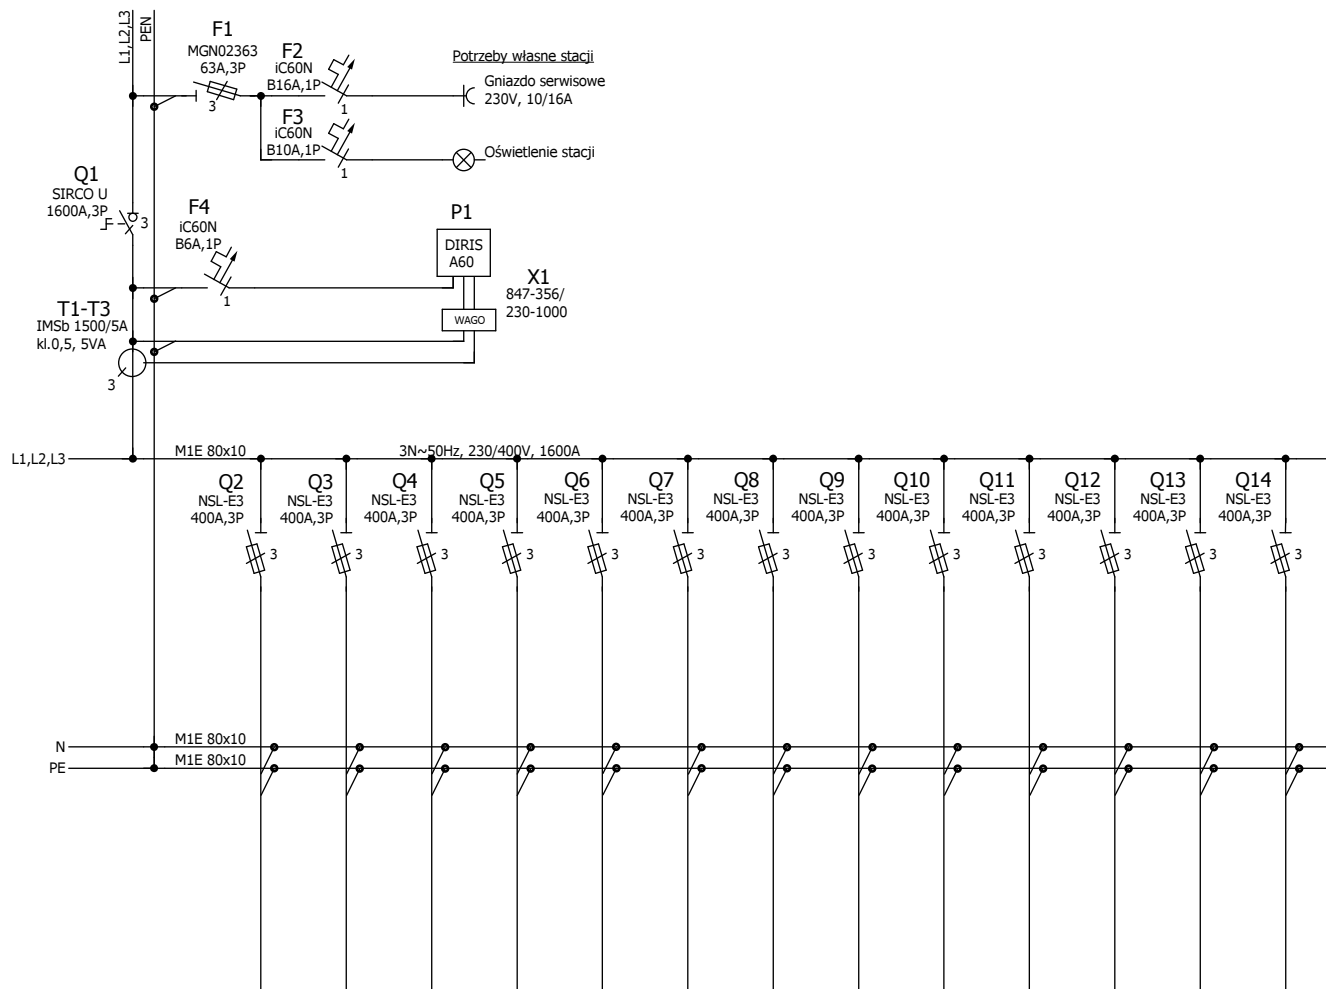 L1,L2,L3
PEN
F1
MGN02363
63A,3P
3
F2
iC60N
B16A,1P
1
Potrzeby własne stacji
Gniazdo serwisowe
230V, 10/16A
F3
iC60N
B10A,1P
1
Oświetlenie stacji
Q1
SIRCO U
1600A,3P
3
F4
iC60N
B6A,1P
1
P1
DIRIS
A60
X1
847-356/
230-1000
WAGO
T1-T3
IMSb 1500/5A
kl.0,5, 5VA
3
L1,L2,L3
M1E 80x10
3N~50Hz, 230/400V, 1600A
Q2
NSL-E3
400A,3P
3
Q3
NSL-E3
400A,3P
3
Q4
NSL-E3
400A,3P
3
Q5
NSL-E3
400A,3P
3
Q6
NSL-E3
400A,3P
3
Q7
NSL-E3
400A,3P
3
Q8
NSL-E3
400A,3P
3
Q9
NSL-E3
400A,3P
3
Q10
NSL-E3
400A,3P
3
Q11
NSL-E3
400A,3P
3
Q12
NSL-E3
400A,3P
3
Q13
NSL-E3
400A,3P
3
Q14
NSL-E3
400A,3P
3
N
M1E 80x10
PE
M1E 80x10